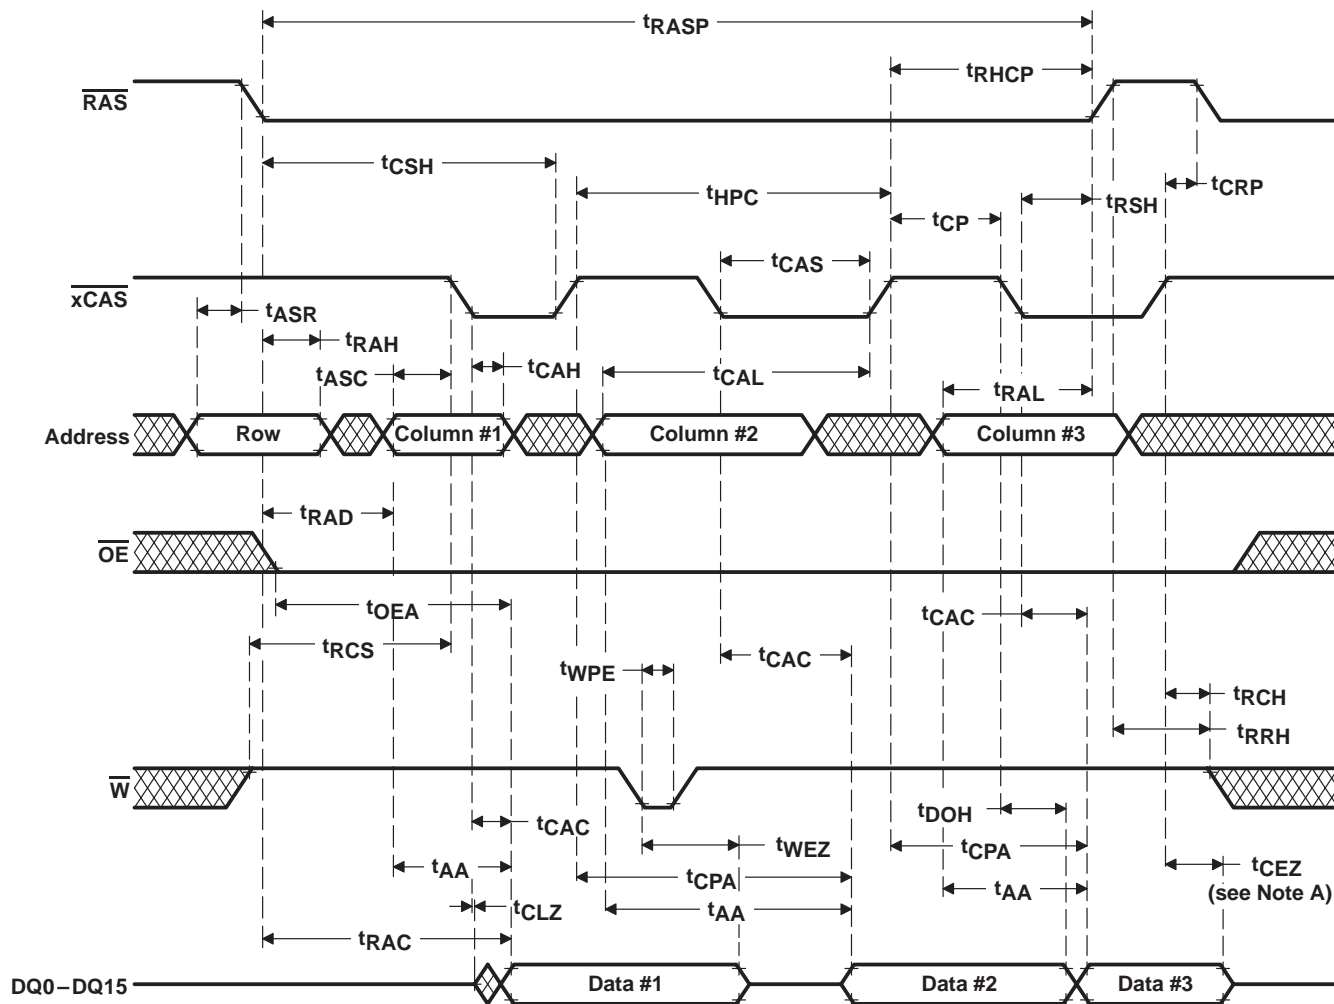 tRASP
tRHCP
RAS
tCSH
tCRP
tHPC
tRSH
tCP
tCAS
xCAS
tASR
tRAH
tCAH
tASC
tCAL
tRAL
Address
Row
Column #1
Column #2
Column #3
tRAD
OE
tOEA
tCAC
tRCS
tCAC
tWPE
tRCH
tRRH
W
tDOH
tCAC
tWEZ
tCPA
tAA
tCPA
tCEZ
(see Note A)
tAA
tCLZ
tAA
tRAC
DQ0–DQ15
Data #1
Data #2
Data #3